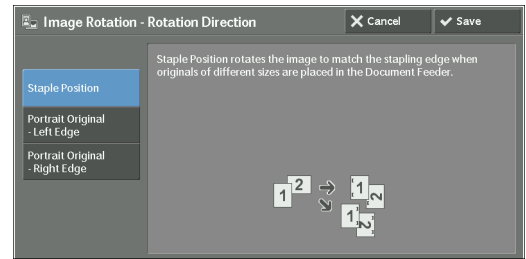 Image Rotation - Rotation Direction
Cancel
Save
Staple Position
Portrait Original
- Left Edge
Portrait Original
- Right Edge
Staple Position rotates the image to match the stapling edge when
originals of different sizes are placed in the Document Feeder.
1 2 1 2
1 2